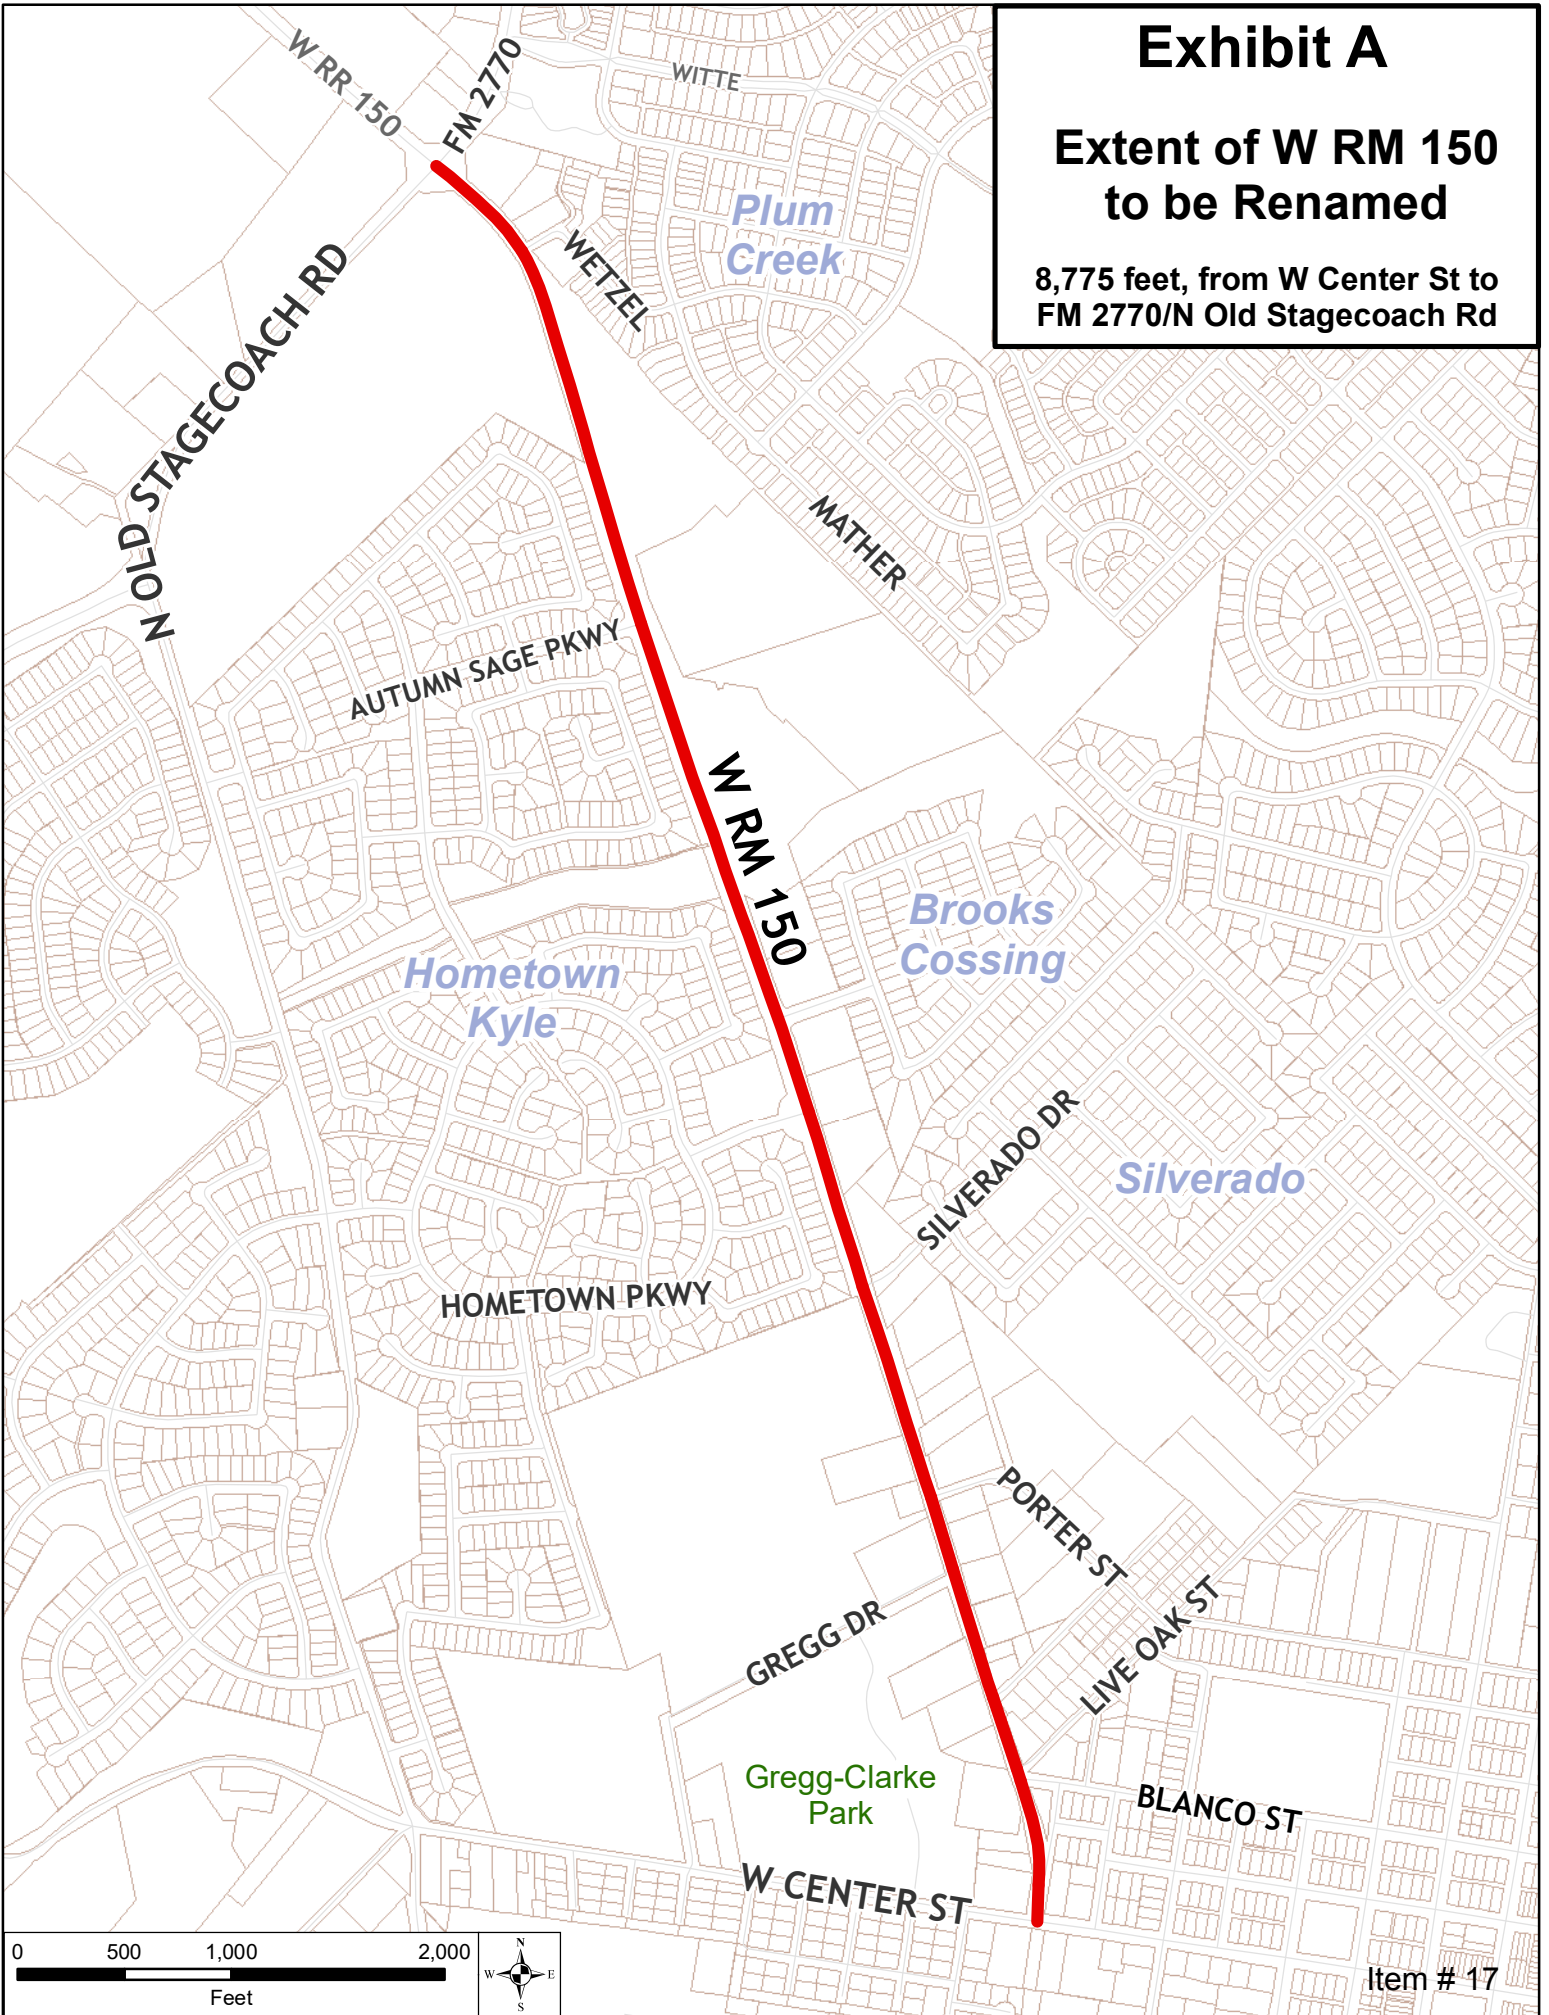 Exhibit A
Extent of W RM 150
to be Renamed
8,775 feet, from W Center St to
FM 2770/N Old Stagecoach Rd
W RR 150
FM 2770
WITTE
Plum
Creek
WETZEL
N OLD STAGECOACH RD
MATHER
AUTUMN SAGE PKWY
W RM 150
Brooks
Cossing
Hometown
Kyle
SILVERADO DR
Silverado
HOMETOWN PKWY
PORTER ST
LIVE OAK ST
GREGG DR
Gregg-Clarke
Park
BLANCO ST
W CENTER ST
0 500 1,000 2,000
Feet
N
W E
S
Item # 17